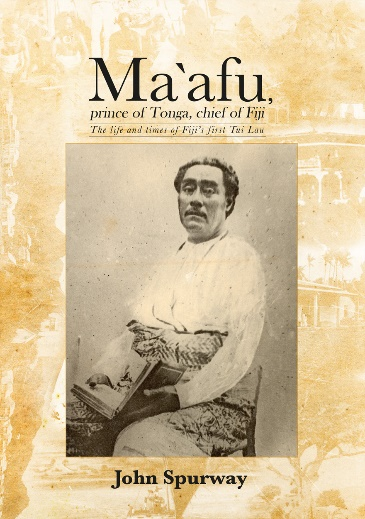 Ma`afu,
prince of Tonga, chief of Fiji
The life and times of Fiji's first Tui Lau
John Spurway